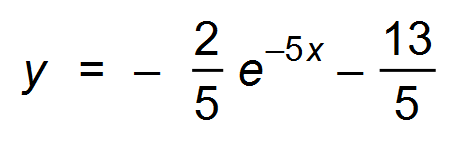 y = – 2/5 e^{–5x} – 13/5